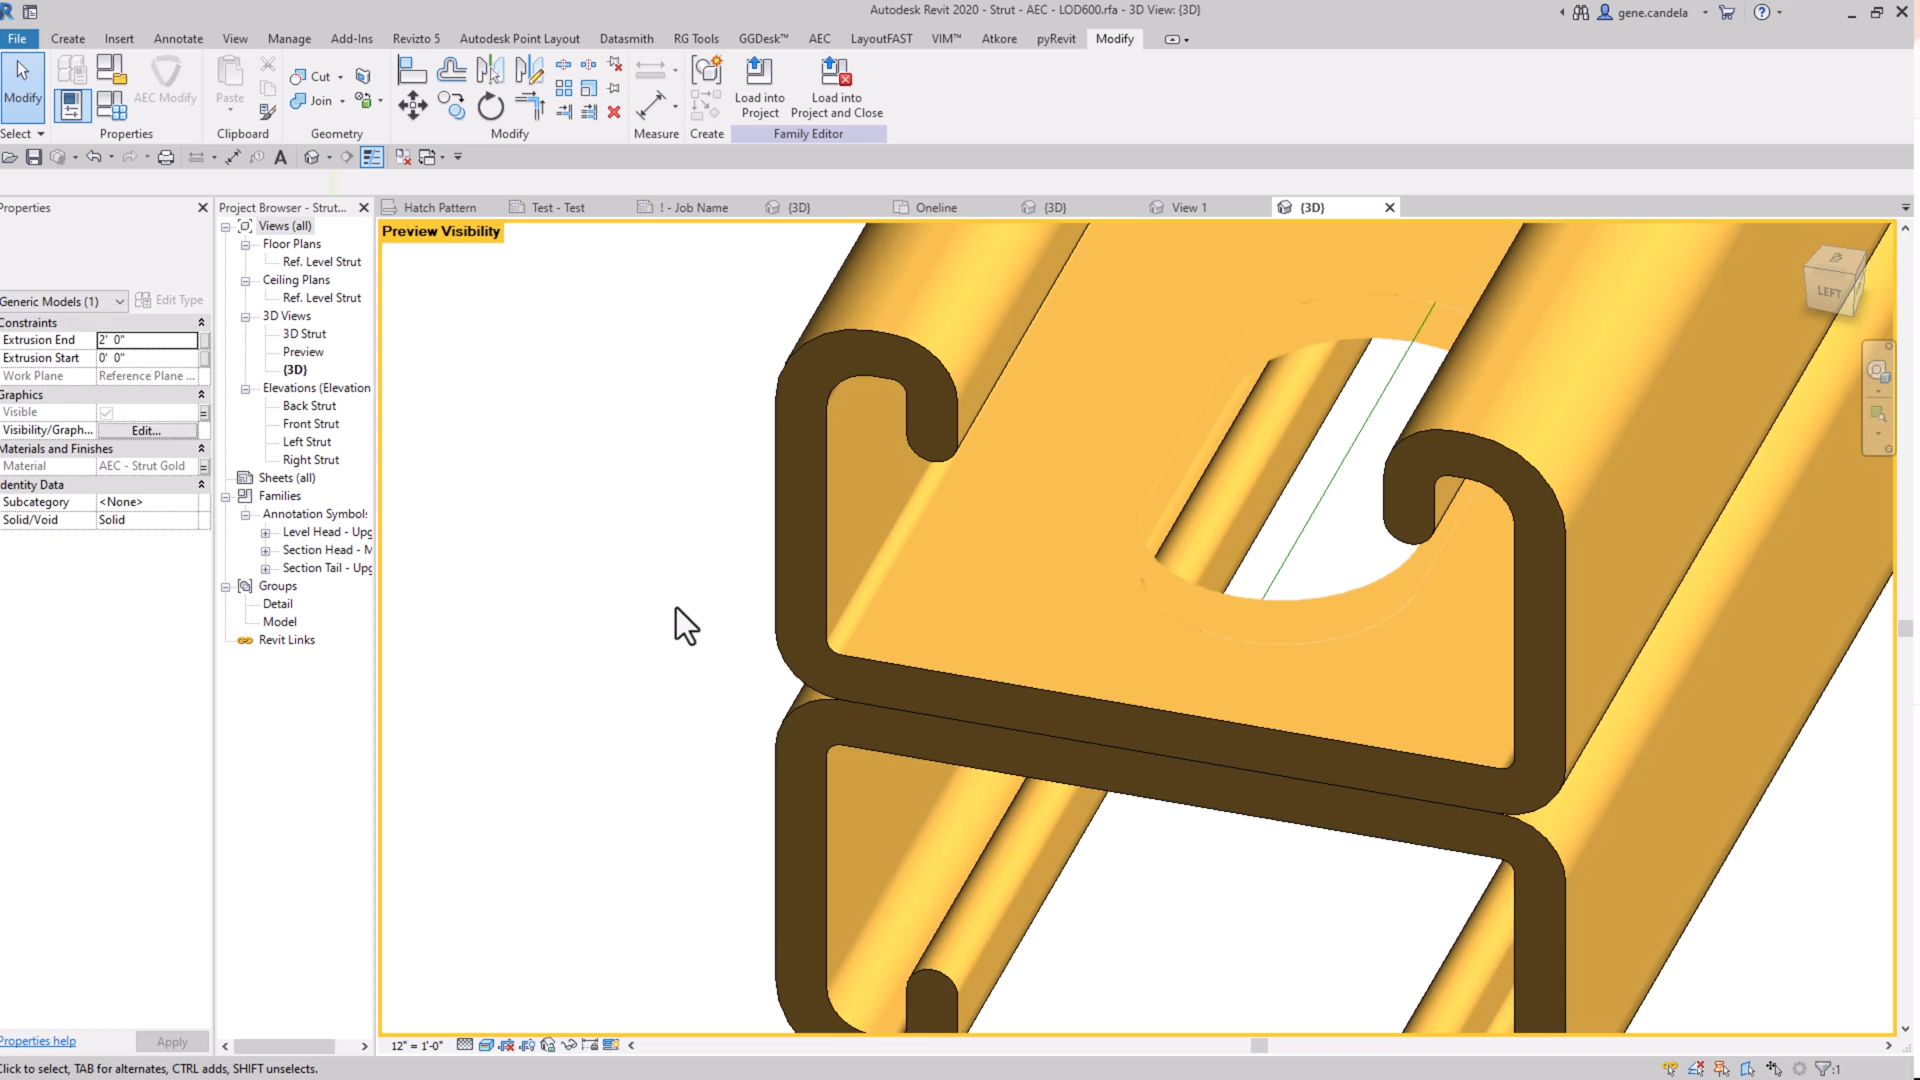 Autodesk Revit 2020 - Strut - AEC - LOD600.rfa - 3D View: {3D}
gene.candela
File Create Insert Annotate View Manage Add-Ins Revizto 5 Autodesk Point Layout Datasmith RG Tools GGDesk™ AEC LayoutFAST VIM™ Atkore pyRevit Modify
Modify
AEC Modify
Paste
Cut
Join
Load into Project
Load into Project and Close
Select Properties Clipboard Geometry Modify Measure Create Family Editor
Properties
Project Browser - Strut...
Hatch Pattern
Test - Test
! - Job Name
{3D}
Oneline
{3D}
View 1
{3D}
Preview Visibility
Generic Models (1)
Edit Type
Constraints
Extrusion End 2' 0"
Extrusion Start 0' 0"
Work Plane Reference Plane ...
Graphics
Visible
Visibility/Graph... Edit...
Materials and Finishes
Material AEC - Strut Gold
Identity Data
Subcategory <None>
Solid/Void Solid
Properties help
Apply
Views (all)
Floor Plans
Ref. Level Strut
Ceiling Plans
Ref. Level Strut
3D Views
3D Strut
Preview
{3D}
Elevations (Elevation
Back Strut
Front Strut
Left Strut
Right Strut
Sheets (all)
Families
Annotation Symbols
Level Head - Upg
Section Head - M
Section Tail - Upg
Groups
Detail
Model
Revit Links
LEFT
12" = 1'-0"
Click to select, TAB for alternates, CTRL adds, SHIFT unselects.
:1